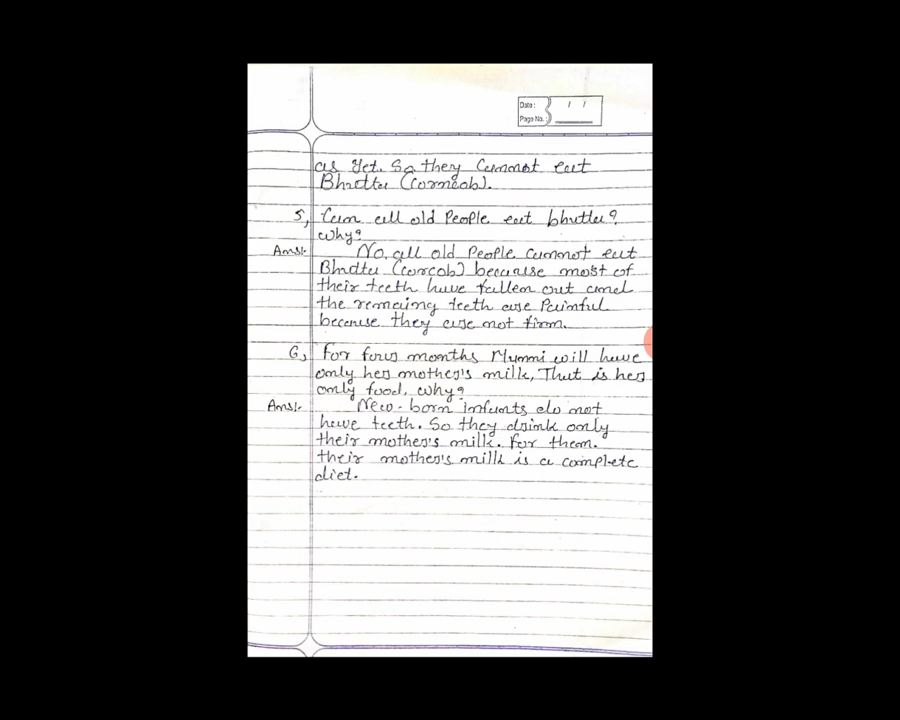 Date: / /
Page No.
as yet. So they cannot eat
Bhutta (corncob).
5, Can all old People eat bhutta?
Why?
Ans:- No, all old People cannot eut
Bhutta (corcob) because most of
their teeth have fallen out and
the remaing teeth are Painful
because they are not firm.
6, For four months Munni will have
only her mother's milk, That is her
only food, why?
Ans:- New-born infants do not
have teeth. So they drink only
their mother's milk. For them.
their mother's milk is a complete
diet.